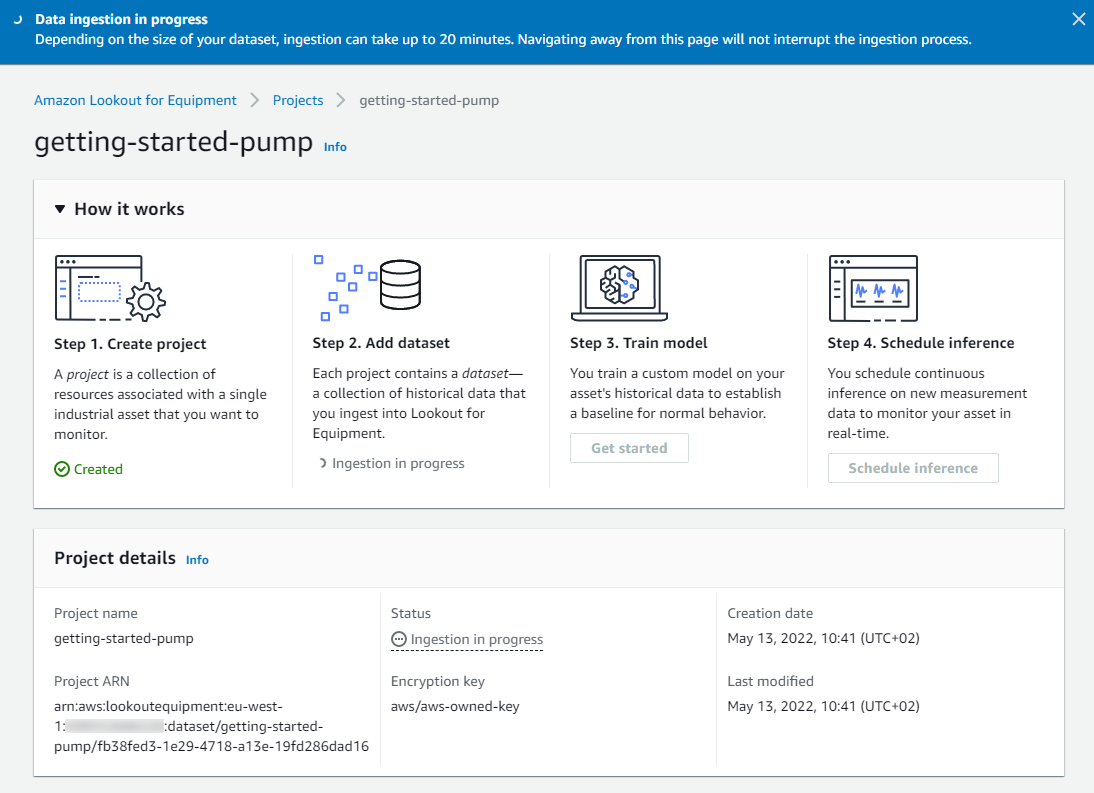 Data ingestion in progress
Depending on the size of your dataset, ingestion can take up to 20 minutes. Navigating away from this page will not interrupt the ingestion process.
Amazon Lookout for Equipment
Projects
getting-started-pump
getting-started-pump Info
How it works
Step 1. Create project
A project is a collection of
resources associated with a single
industrial asset that you want to
monitor.
Created
Step 2. Add dataset
Each project contains a dataset—
a collection of historical data that
you ingest into Lookout for
Equipment.
Ingestion in progress
Step 3. Train model
You train a custom model on your
asset's historical data to establish
a baseline for normal behavior.
Get started
Step 4. Schedule inference
You schedule continuous
inference on new measurement
data to monitor your asset in
real-time.
Schedule inference
Project details Info
Project name
getting-started-pump
Project ARN
arn:aws:lookoutequipment:eu-west-
1: :dataset/getting-started-
pump/fb38fed3-1e29-4718-a13e-19fd286dad16
Status
Ingestion in progress
Encryption key
aws/aws-owned-key
Creation date
May 13, 2022, 10:41 (UTC+02)
Last modified
May 13, 2022, 10:41 (UTC+02)